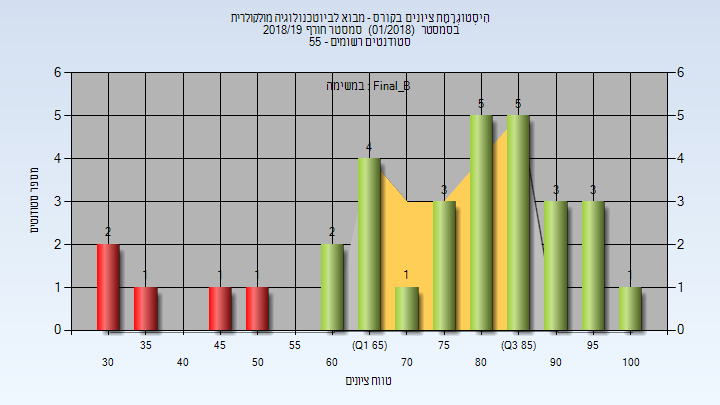 הִיסְטוֹגְרָמַת ציונים בקורס - מבוא לביוטכנולוגיה מולקולרית
בסמסטר (01/2018) סמסטר חורף 2018/19
סטודנטים רשומים - 55
במשימה : Final_B
מספר סטודנטים
6 6
5 5
4 4
3 3
2 2
1 1
0 0
2 1 1 1 2 4 1 3 5 5 3 3 1
30 35 40 45 50 55 60 (Q1 65) 70 75 80 (Q3 85) 90 95 100
טווח ציונים